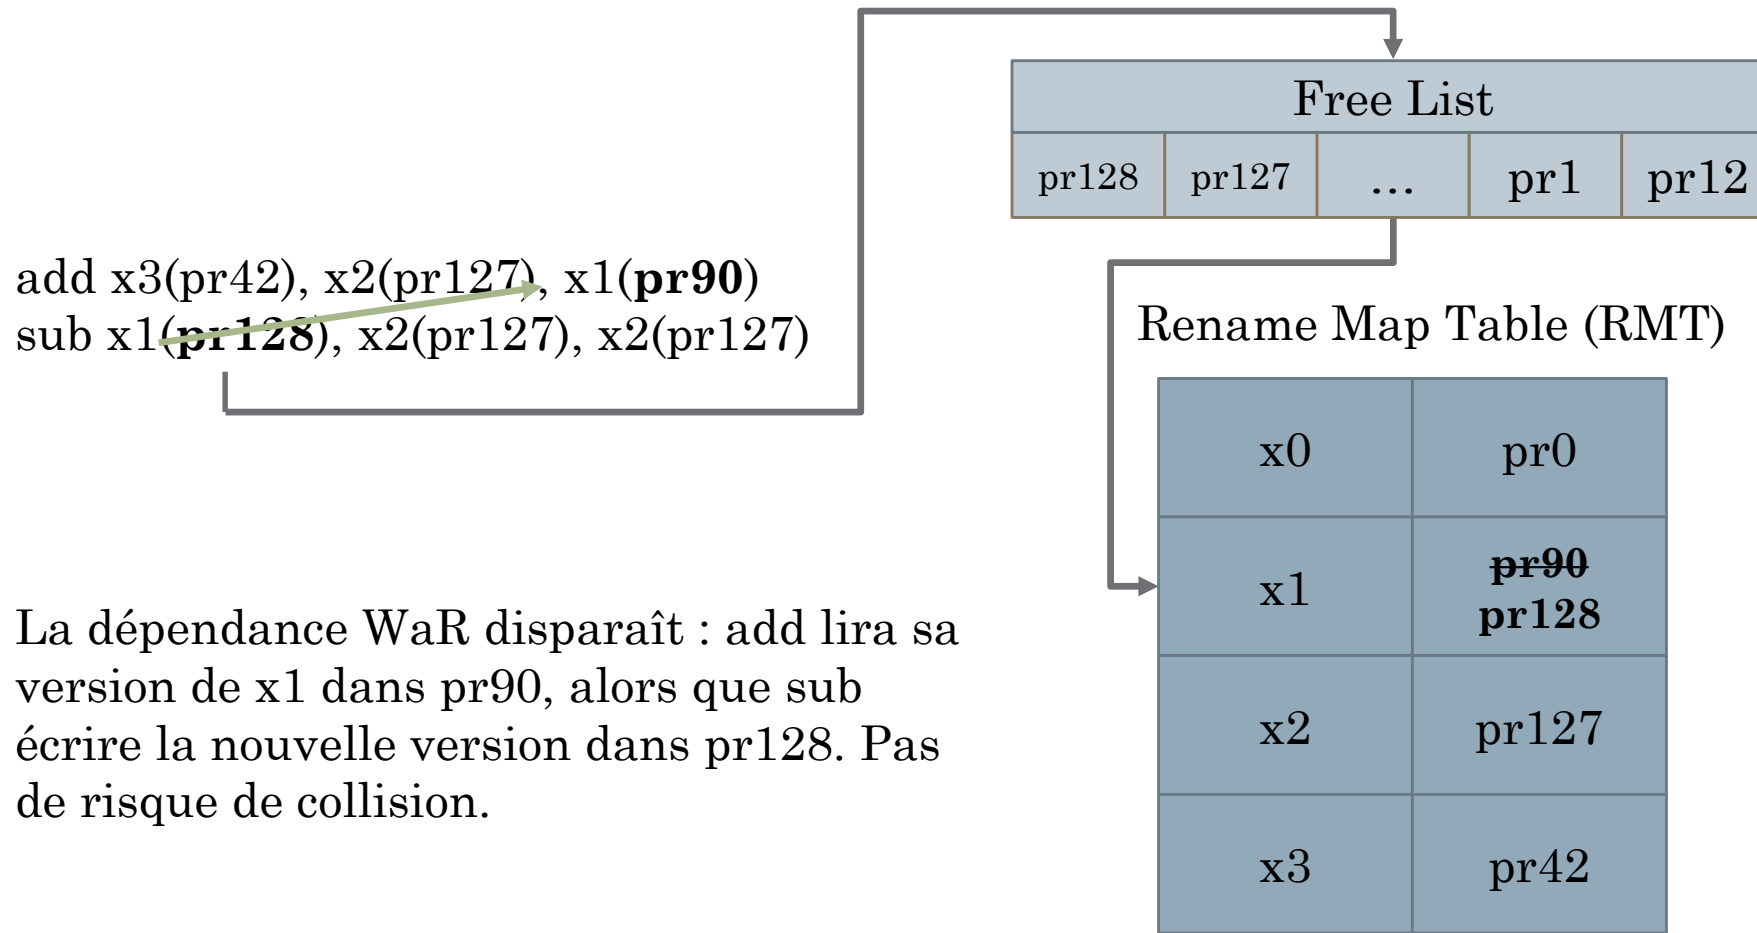 Free List
pr128 pr127 ... pr1 pr12
add x3(pr42), x2(pr127), x1(pr90)
sub x1(pr128), x2(pr127), x2(pr127)
Rename Map Table (RMT)
x0 pr0
x1 pr90
pr128
x2 pr127
x3 pr42
La dépendance WaR disparaît : add lira sa
version de x1 dans pr90, alors que sub
écrire la nouvelle version dans pr128. Pas
de risque de collision.